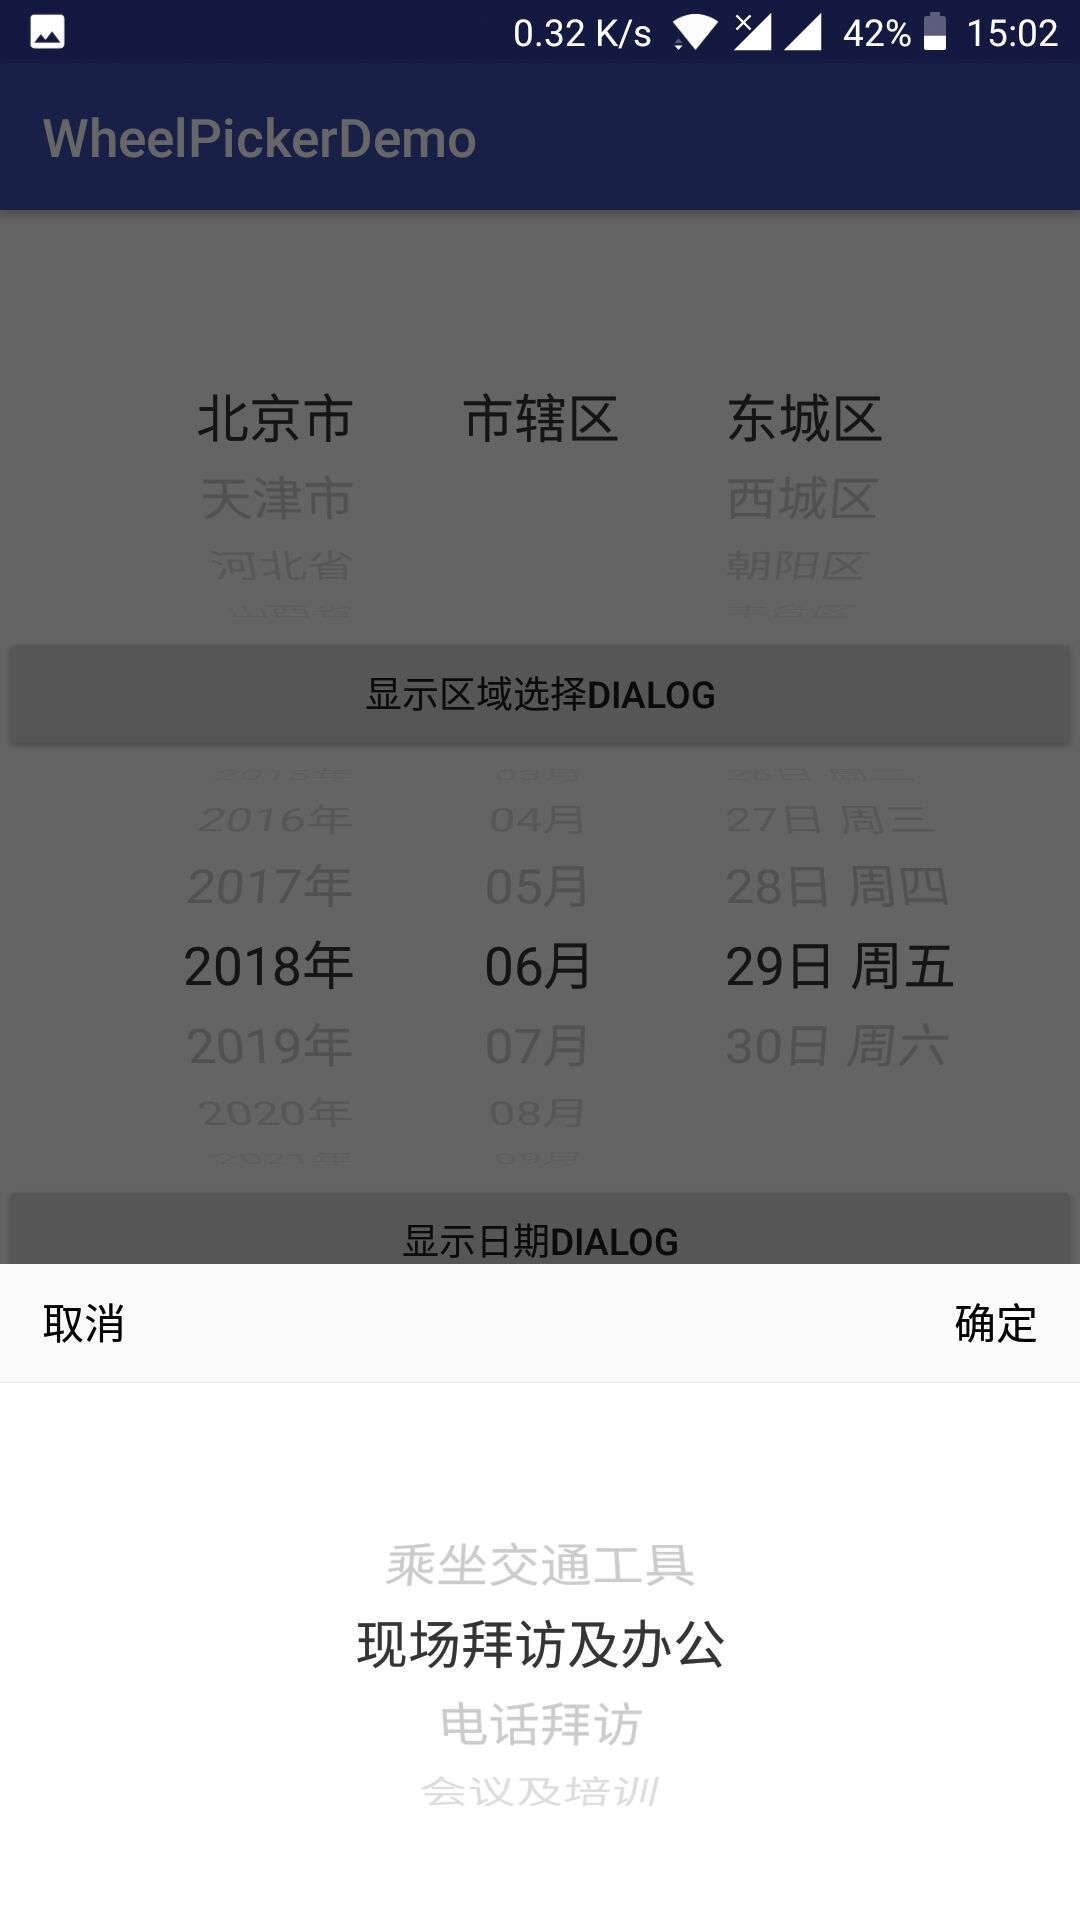 0.32 K/s 42% 15:02
WheelPickerDemo
北京市 市辖区 东城区
天津市 西城区
河北省 朝阳区
山西省 丰台区
显示区域选择DIALOG
2015年 03月 26日 周二
2016年 04月 27日 周三
2017年 05月 28日 周四
2018年 06月 29日 周五
2019年 07月 30日 周六
2020年 08月
2021年 09月
显示日期DIALOG
取消 确定
乘坐交通工具
现场拜访及办公
电话拜访
会议及培训